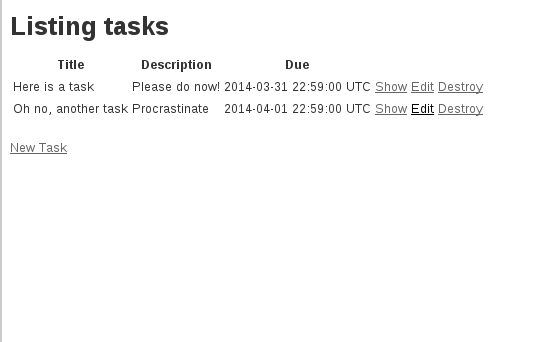 Listing tasks
Title Description Due
Here is a task Please do now! 2014-03-31 22:59:00 UTC Show Edit Destroy
Oh no, another task Procrastinate 2014-04-01 22:59:00 UTC Show Edit Destroy
New Task